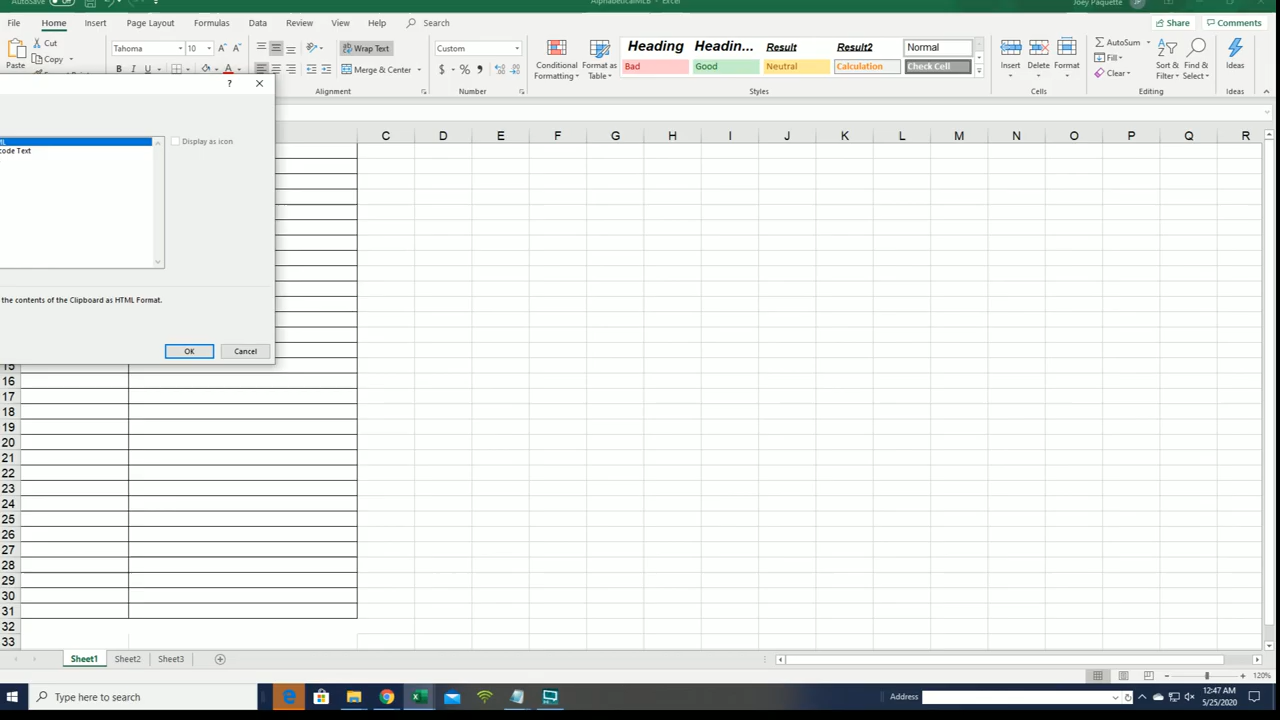 AutoSave
AlphabeticalMLB - Excel
Joey Paquette
JP
File Home Insert Page Layout Formulas Data Review View Help Search
Share Comments
Paste
Cut
Copy
Tahoma 10
B I U
Wrap Text
Merge & Center
Alignment
Custom
$ % ,
Number
Conditional
Formatting
Format as
Table
Heading Headin... Result Result2 Normal
Bad Good Neutral Calculation Check Cell
Styles
Insert Delete Format
Cells
AutoSum
Fill
Clear
Sort &
Filter
Find &
Select
Editing
Ideas
Ideas
?
Display as icon
code Text
the contents of the Clipboard as HTML Format.
OK Cancel
C D E F G H I J K L M N O P Q R
15
16
17
18
19
20
21
22
23
24
25
26
27
28
29
30
31
32
33
Sheet1 Sheet2 Sheet3
120%
Type here to search
Address
12:47 AM
5/25/2020